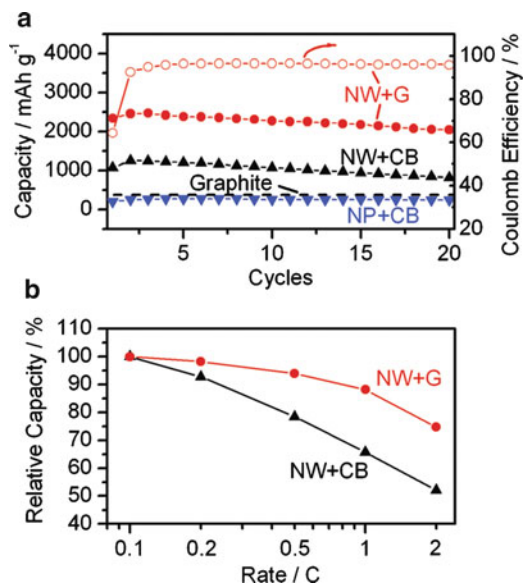 a
4000
3000
2000
1000
0
Capacity / mAh g⁻¹
100
80
60
40
20
Coulomb Efficiency / %
NW+G
NW+CB
Graphite
NP+CB
5
10
15
20
Cycles
b
110
100
90
80
70
60
50
40
Relative Capacity / %
NW+G
NW+CB
0.1
0.2
0.5
1
2
Rate / C